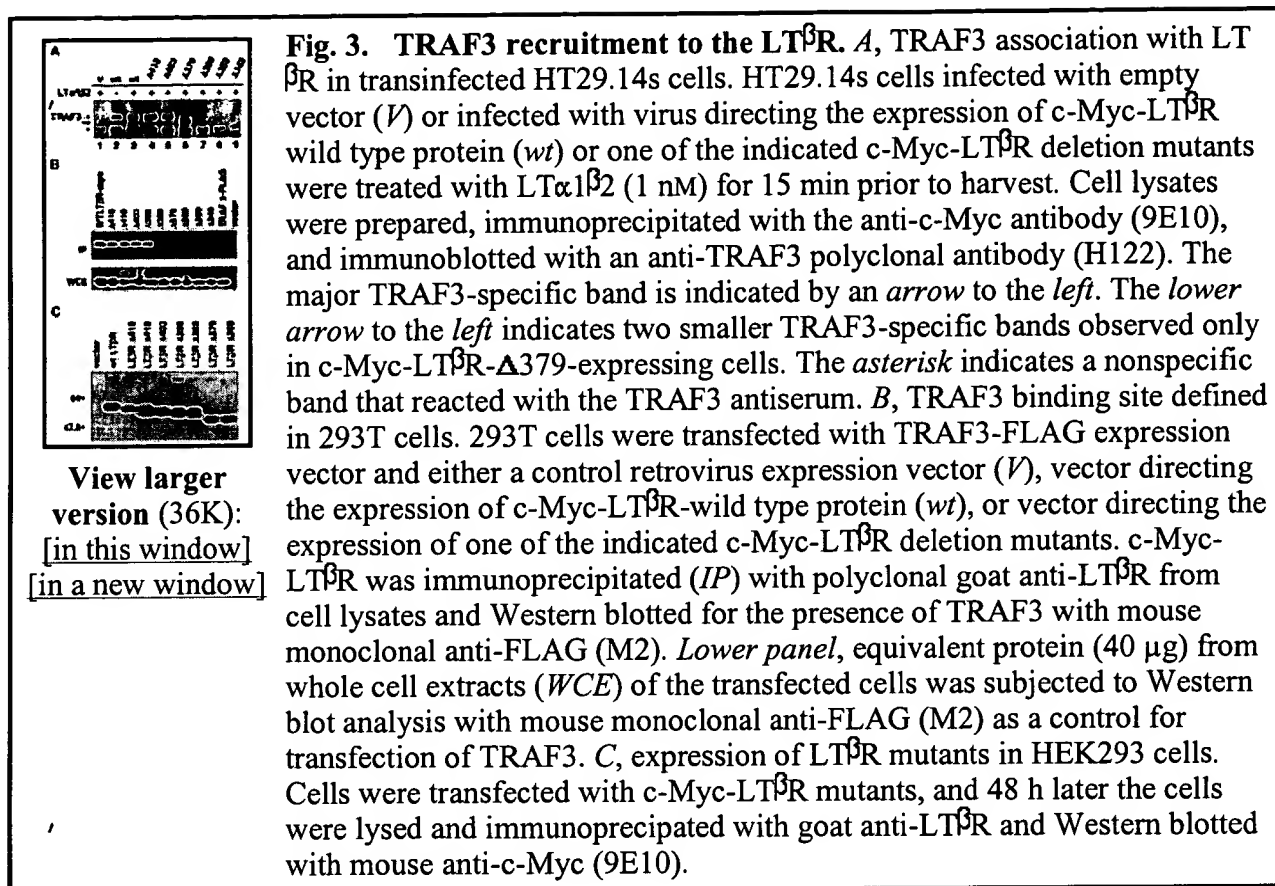 Fig. 3. TRAF3 recruitment to the LTβR. A, TRAF3 association with LT
βR in transinfected HT29.14s cells. HT29.14s cells infected with empty
vector (V) or infected with virus directing the expression of c-Myc-LTβR
wild type protein (wt) or one of the indicated c-Myc-LTβR deletion mutants
were treated with LTα1β2 (1 nM) for 15 min prior to harvest. Cell lysates
were prepared, immunoprecipitated with the anti-c-Myc antibody (9E10),
and immunoblotted with an anti-TRAF3 polyclonal antibody (H122). The
major TRAF3-specific band is indicated by an arrow to the left. The lower
arrow to the left indicates two smaller TRAF3-specific bands observed only
in c-Myc-LTβR-Δ379-expressing cells. The asterisk indicates a nonspecific
band that reacted with the TRAF3 antiserum. B, TRAF3 binding site defined
in 293T cells. 293T cells were transfected with TRAF3-FLAG expression
vector and either a control retrovirus expression vector (V), vector directing
the expression of c-Myc-LTβR-wild type protein (wt), or vector directing the
expression of one of the indicated c-Myc-LTβR deletion mutants. c-Myc-
LTβR was immunoprecipitated (IP) with polyclonal goat anti-LTβR from
cell lysates and Western blotted for the presence of TRAF3 with mouse
monoclonal anti-FLAG (M2). Lower panel, equivalent protein (40 µg) from
whole cell extracts (WCE) of the transfected cells was subjected to Western
blot analysis with mouse monoclonal anti-FLAG (M2) as a control for
transfection of TRAF3. C, expression of LTβR mutants in HEK293 cells.
Cells were transfected with c-Myc-LTβR mutants, and 48 h later the cells
were lysed and immunoprecipated with goat anti-LTβR and Western blotted
with mouse anti-c-Myc (9E10).
A
TRAF3
1 2 3 4 5 6 7 8 9
B
IP
WCE
C
View larger
version (36K):
[in this window]
[in a new window]